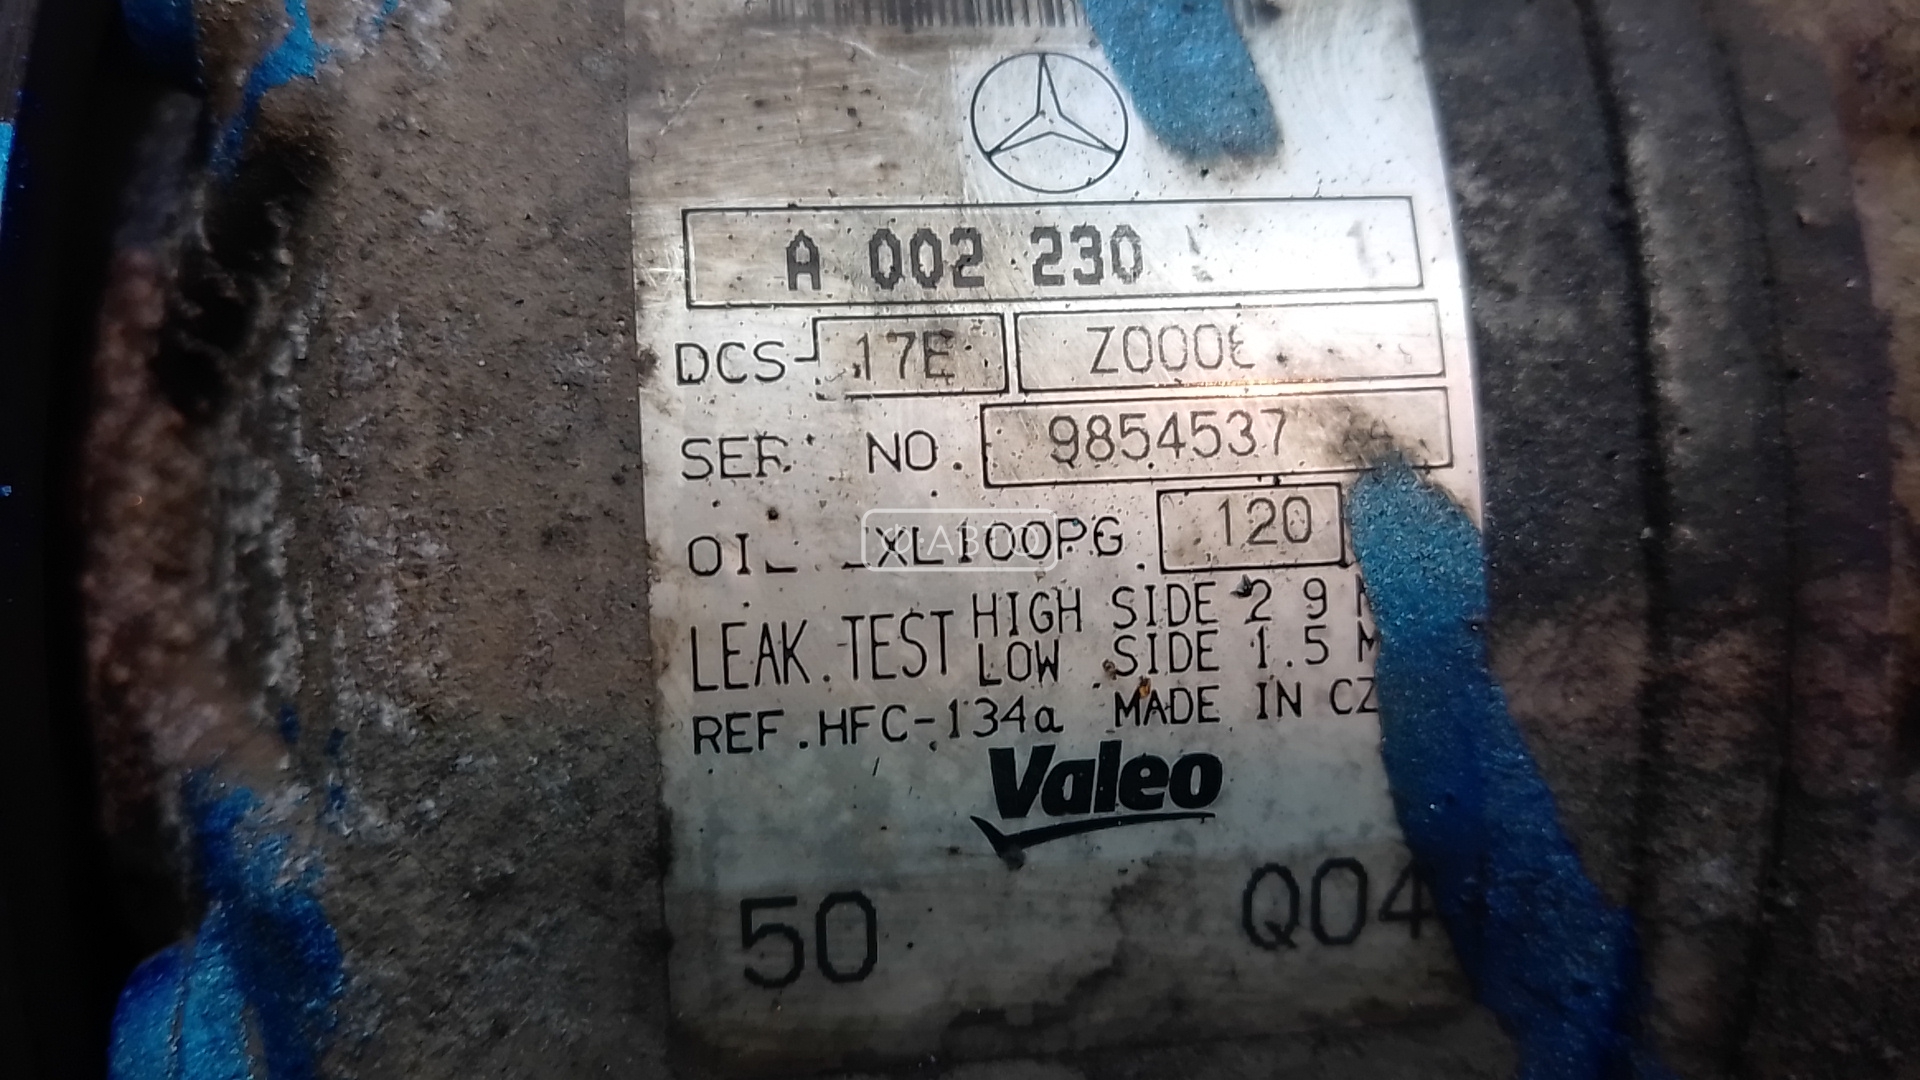 A 002 230
DCS-17E Z000
SER. NO. 9854537
OIL XL100PG 120
LEAK TEST HIGH SIDE 2 9 M
LOW SIDE 1.5 M
REF. HFC-134a MADE IN CZ
Valeo
50 Q04